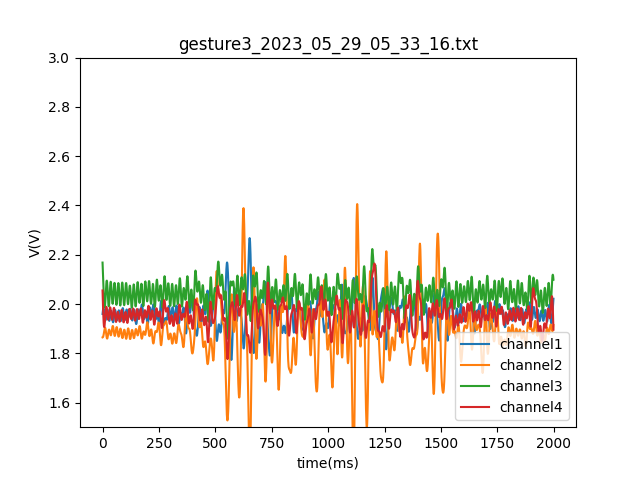 gesture3_2023_05_29_05_33_16.txt
3.0
2.8
2.6
2.4
2.2
2.0
1.8
1.6
V(V)
channel1
channel2
channel3
channel4
0 250 500 750 1000 1250 1500 1750 2000
time(ms)